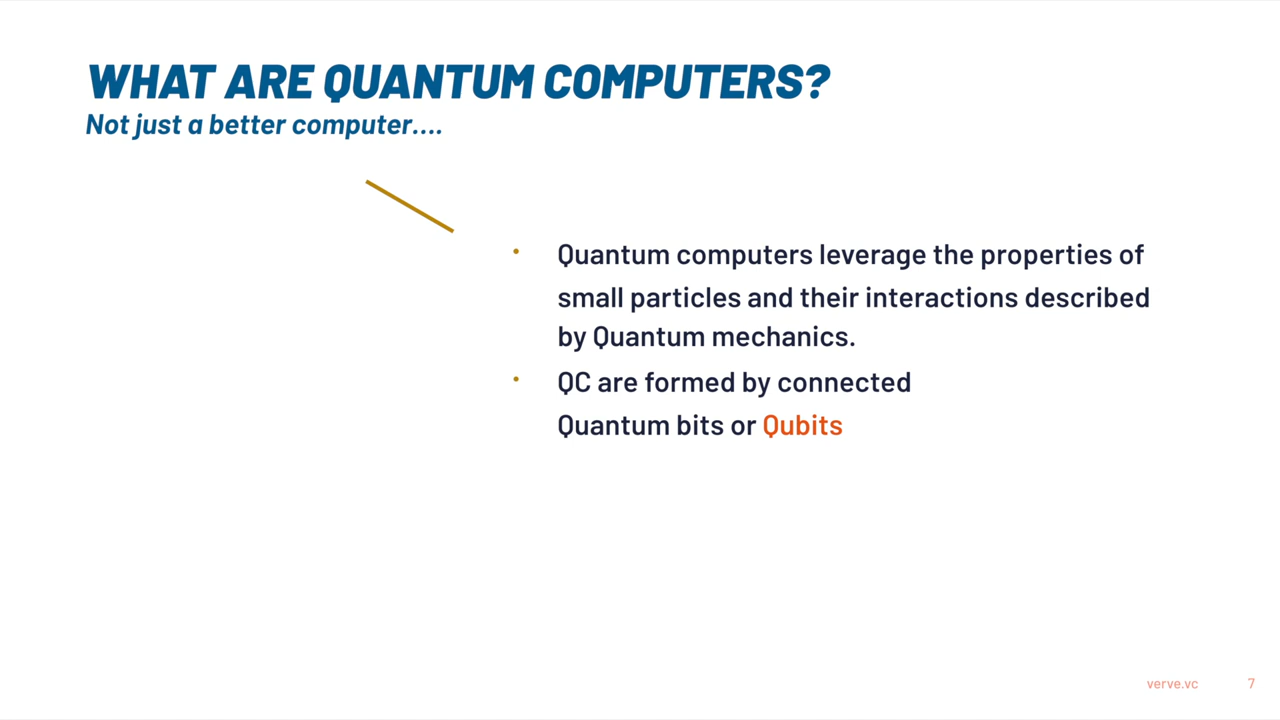 WHAT ARE QUANTUM COMPUTERS?
Not just a better computer....
• Quantum computers leverage the properties of
small particles and their interactions described
by Quantum mechanics.
• QC are formed by connected
Quantum bits or Qubits
verve.vc 7